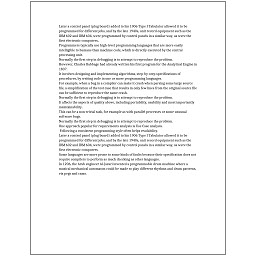 Later a control panel (plug board) added to his 1906 Type I Tabulator allowed it to be
programmed for different jobs, and by the late 1940s, unit record equipment such as the
IBM 602 and IBM 604, were programmed by control panels in a similar way, as were the
first electronic computers.
Programmers typically use high-level programming languages that are more easily
intelligible to humans than machine code, which is directly executed by the central
processing unit.
Normally the first step in debugging is to attempt to reproduce the problem.
However, Charles Babbage had already written his first program for the Analytical Engine in
1837.
It involves designing and implementing algorithms, step-by-step specifications of
procedures, by writing code in one or more programming languages.
For example, when a bug in a compiler can make it crash when parsing some large source
file, a simplification of the test case that results in only few lines from the original source file
can be sufficient to reproduce the same crash.
Normally the first step in debugging is to attempt to reproduce the problem.
It affects the aspects of quality above, including portability, usability and most importantly
maintainability.
This can be a non-trivial task, for example as with parallel processes or some unusual
software bugs.
Normally the first step in debugging is to attempt to reproduce the problem.
One approach popular for requirements analysis is Use Case analysis.
Following a consistent programming style often helps readability.
Later a control panel (plug board) added to his 1906 Type I Tabulator allowed it to be
programmed for different jobs, and by the late 1940s, unit record equipment such as the
IBM 602 and IBM 604, were programmed by control panels in a similar way, as were the
first electronic computers.
Some languages are more prone to some kinds of faults because their specification does not
require compilers to perform as much checking as other languages.
In 1206, the Arab engineer Al-Jazari invented a programmable drum machine where a
musical mechanical automaton could be made to play different rhythms and drum patterns,
via pegs and cams.